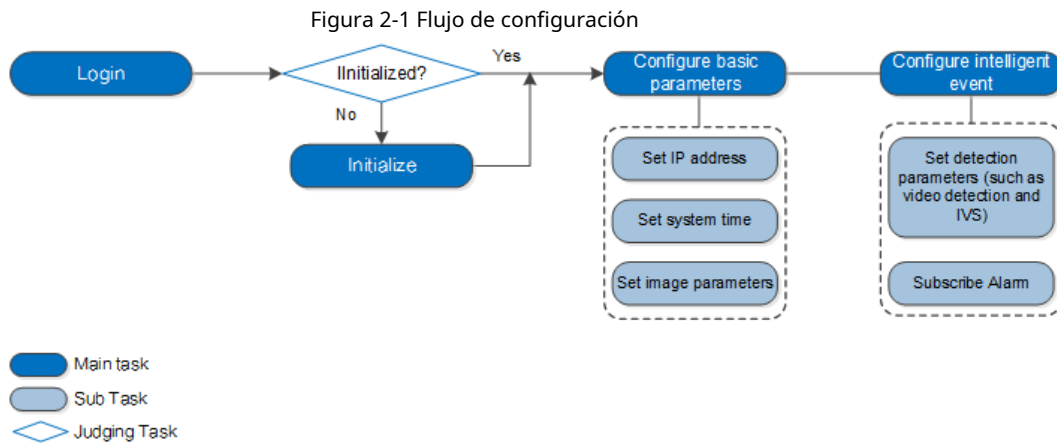 Figura 2-1 Flujo de configuración
Login
IInitialized?
Yes
No
Initialize
Configure basic
parameters
Set IP address
Set system time
Set image parameters
Configure intelligent
event
Set detection
parameters (such as
video detection and
IVS)
Subscribe Alarm
Main task
Sub Task
Judging Task